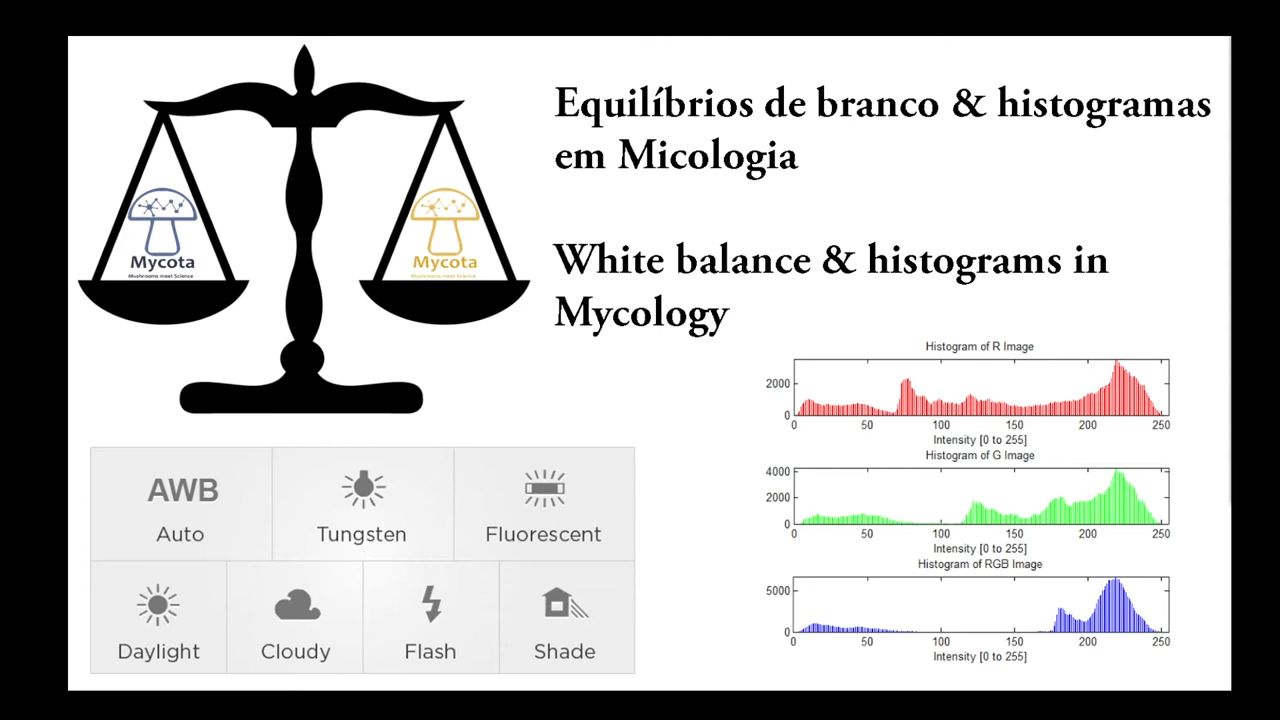 Equilíbrios de branco & histogramas
em Micologia
White balance & histograms in
Mycology
Mycota
Mushrooms meet Science
Mycota
Mushrooms meet Science
AWB
Auto
Tungsten
Fluorescent
Daylight
Cloudy
Flash
Shade
Histogram of R Image
2000
0
0 50 100 150 200 250
Intensity [0 to 255]
Histogram of G Image
4000
2000
0
0 50 100 150 200 250
Intensity [0 to 255]
Histogram of RGB Image
5000
0
0 50 100 150 200 250
Intensity [0 to 255]